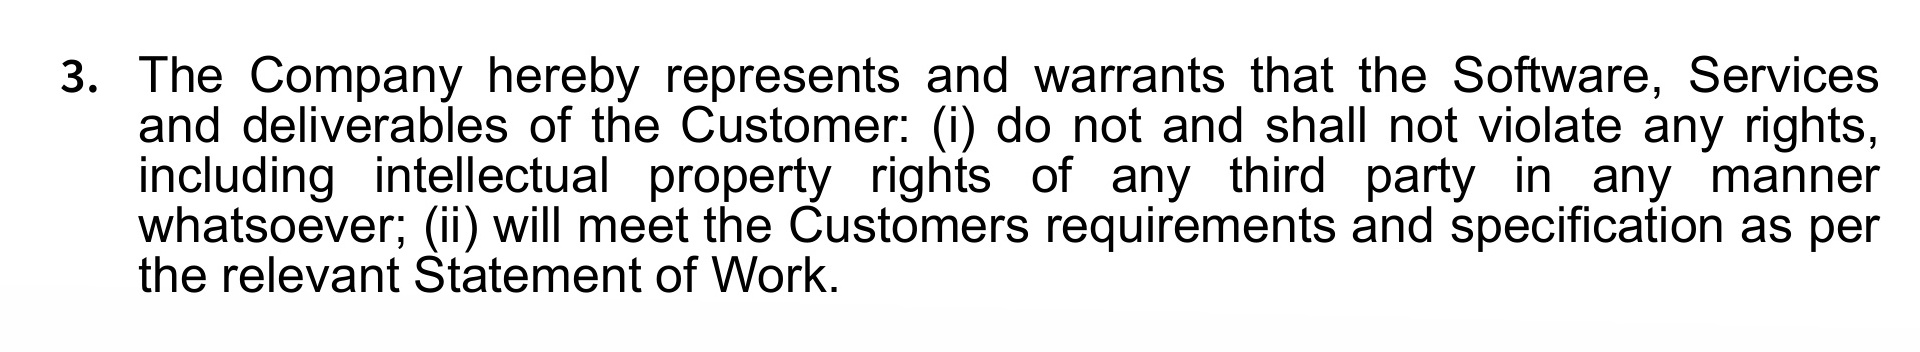 3. The Company hereby represents and warrants that the Software, Services
and deliverables of the Customer: (i) do not and shall not violate any rights,
including intellectual property rights of any third party in any manner
whatsoever; (ii) will meet the Customers requirements and specification as per
the relevant Statement of Work.